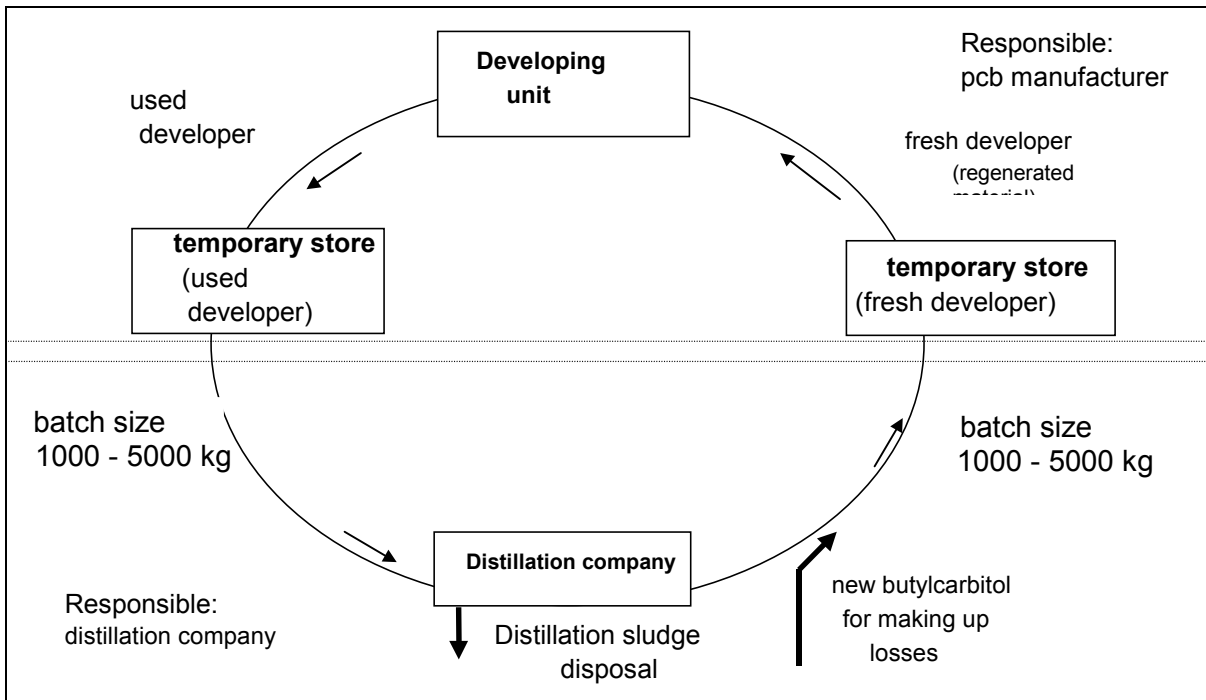 Developing
unit
Responsible:
pcb manufacturer
used
developer
fresh developer
(regenerated
material)
temporary store
(used
developer)
temporary store
(fresh developer)
batch size
1000 - 5000 kg
batch size
1000 - 5000 kg
Distillation company
Responsible:
distillation company
Distillation sludge
disposal
new butylcarbitol
for making up
losses